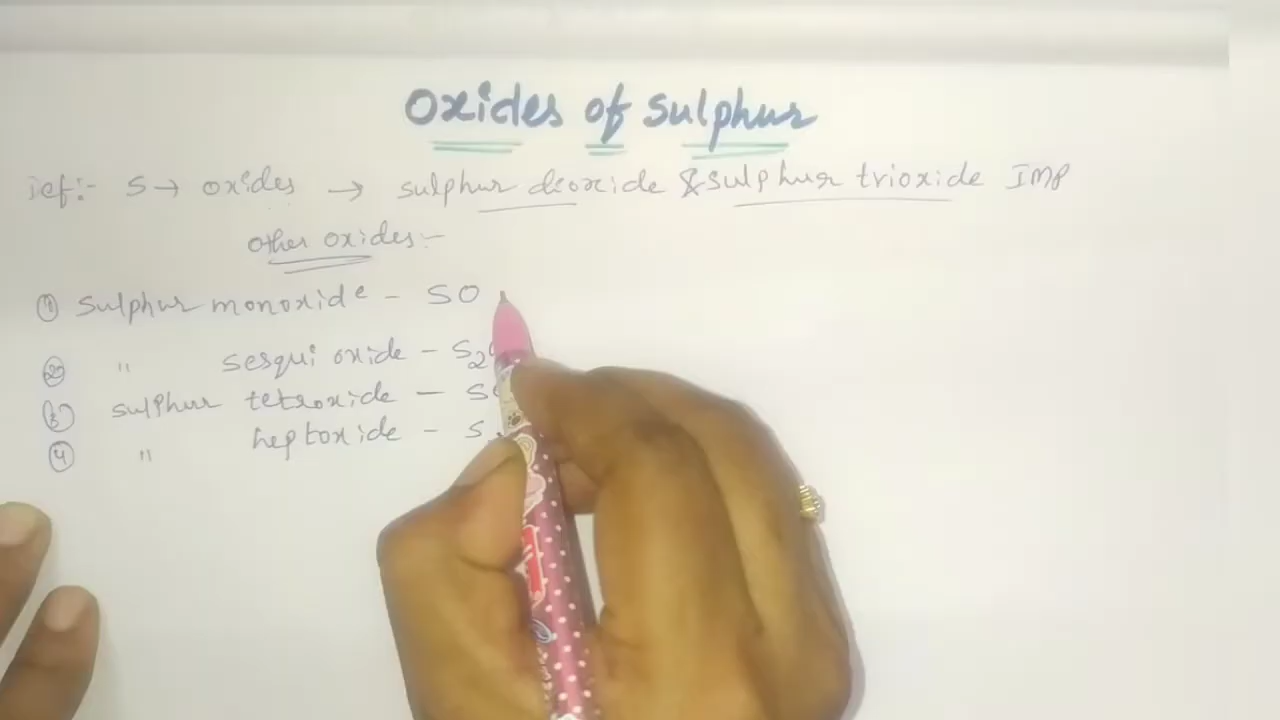 Oxides of Sulphur
Def:- S → oxides → sulphur dioxide & sulphur trioxide IMP
other oxides:-
① Sulphur monoxide - SO
② " sesqui oxide - S2
③ sulphur tetroxide - S
④ " heptoxide - S